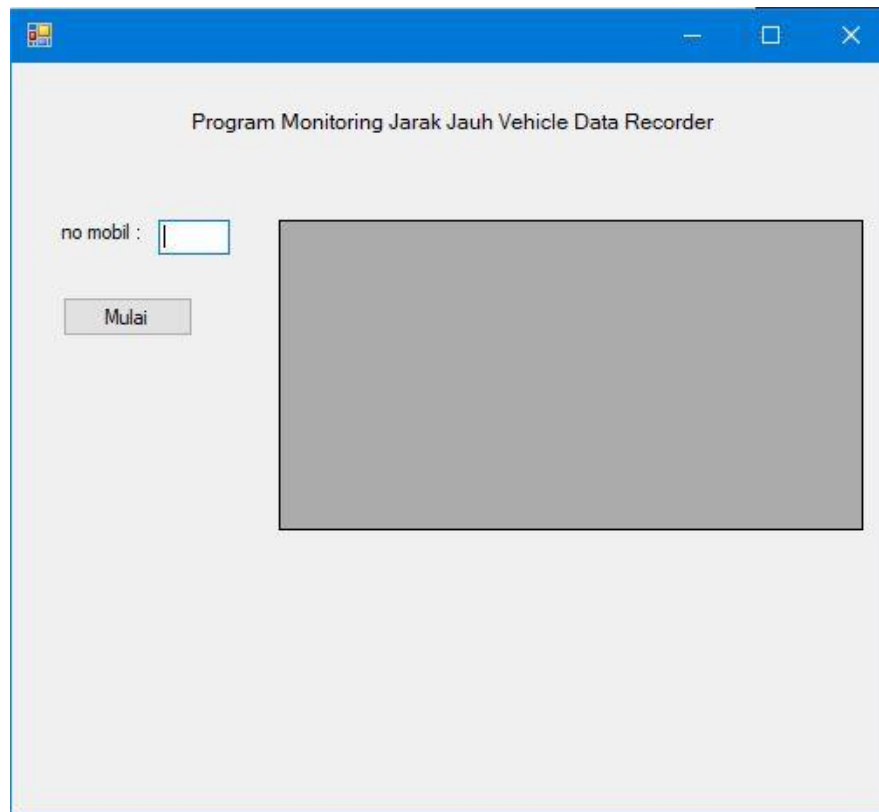 Program Monitoring Jarak Jauh Vehicle Data Recorder
no mobil :
Mulai